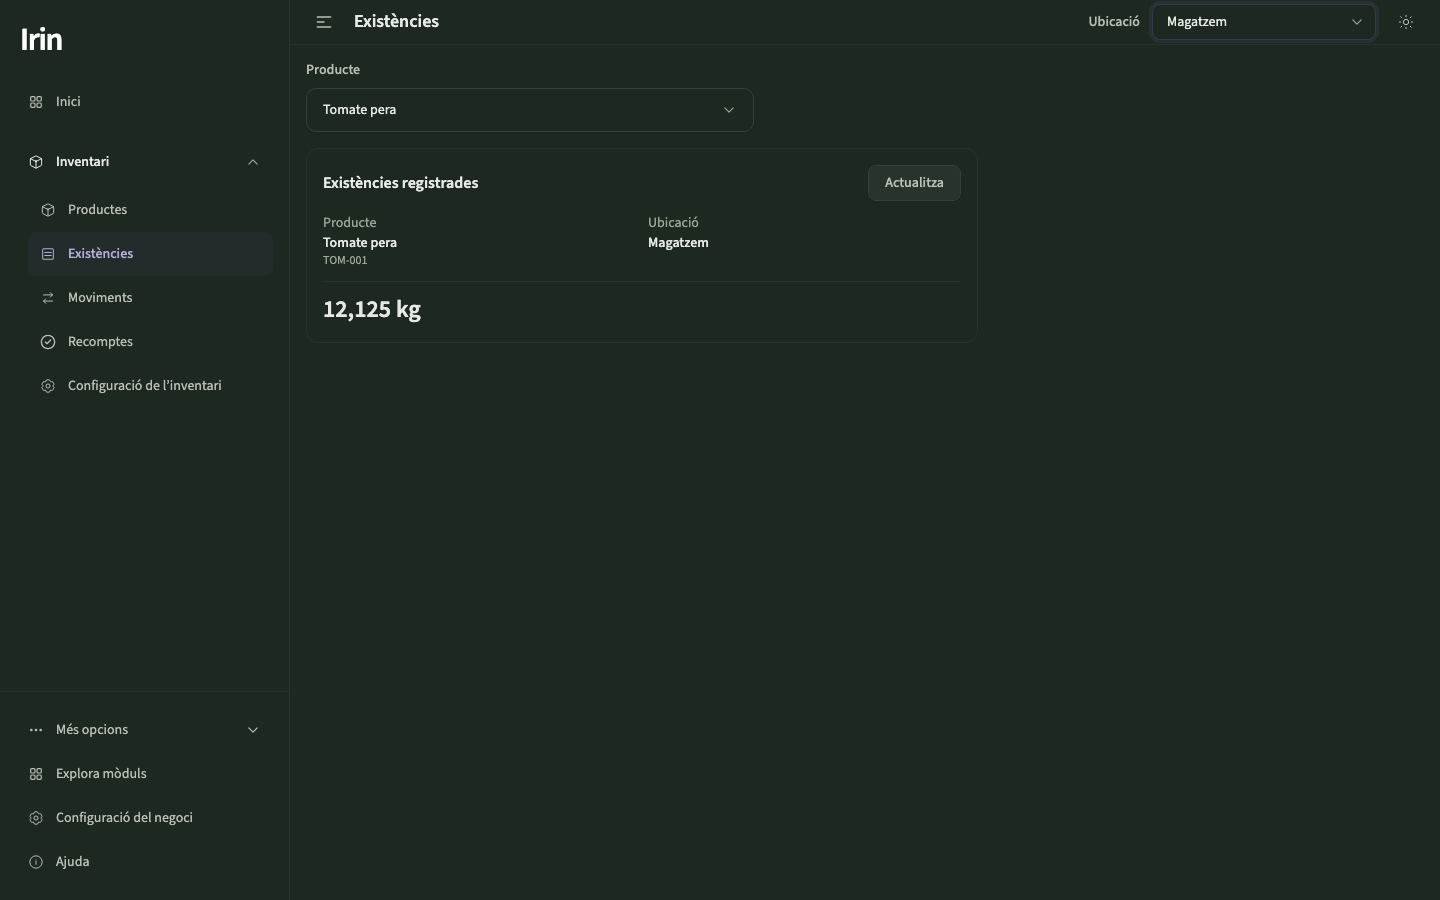 Irin
Inici
Inventari
Productes
Existències
Moviments
Recomptes
Configuració de l’inventari
Més opcions
Explora mòduls
Configuració del negoci
Ajuda
Existències
Ubicació
Magatzem
Producte
Tomate pera
Existències registrades
Actualitza
Producte
Ubicació
Tomate pera
Magatzem
TOM-001
12,125 kg